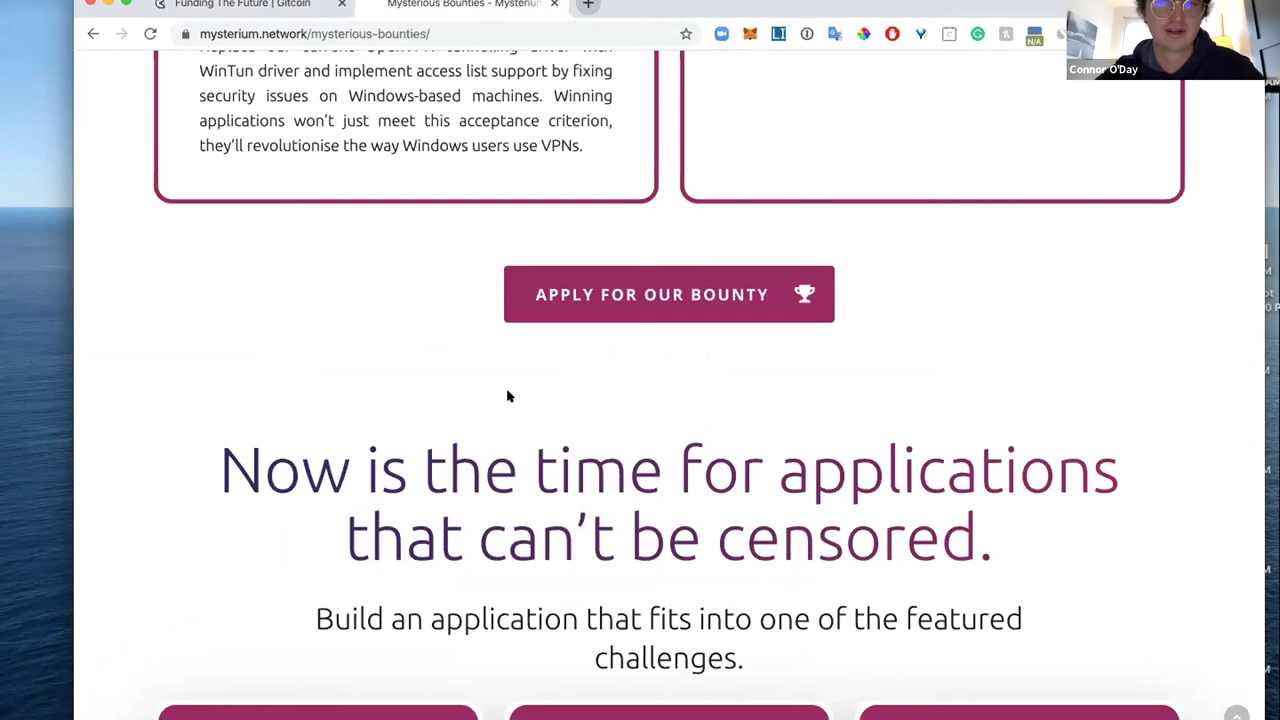 Funding The Future | Gitcoin
Mysterious Bounties - Mysterium
mysterium.network/mysterious-bounties/
N/A
Connor O'Day
WinTun driver and implement access list support by fixing
security issues on Windows-based machines. Winning
applications won't just meet this acceptance criterion,
they'll revolutionise the way Windows users use VPNs.
APPLY FOR OUR BOUNTY
Now is the time for applications
that can't be censored.
Build an application that fits into one of the featured
challenges.